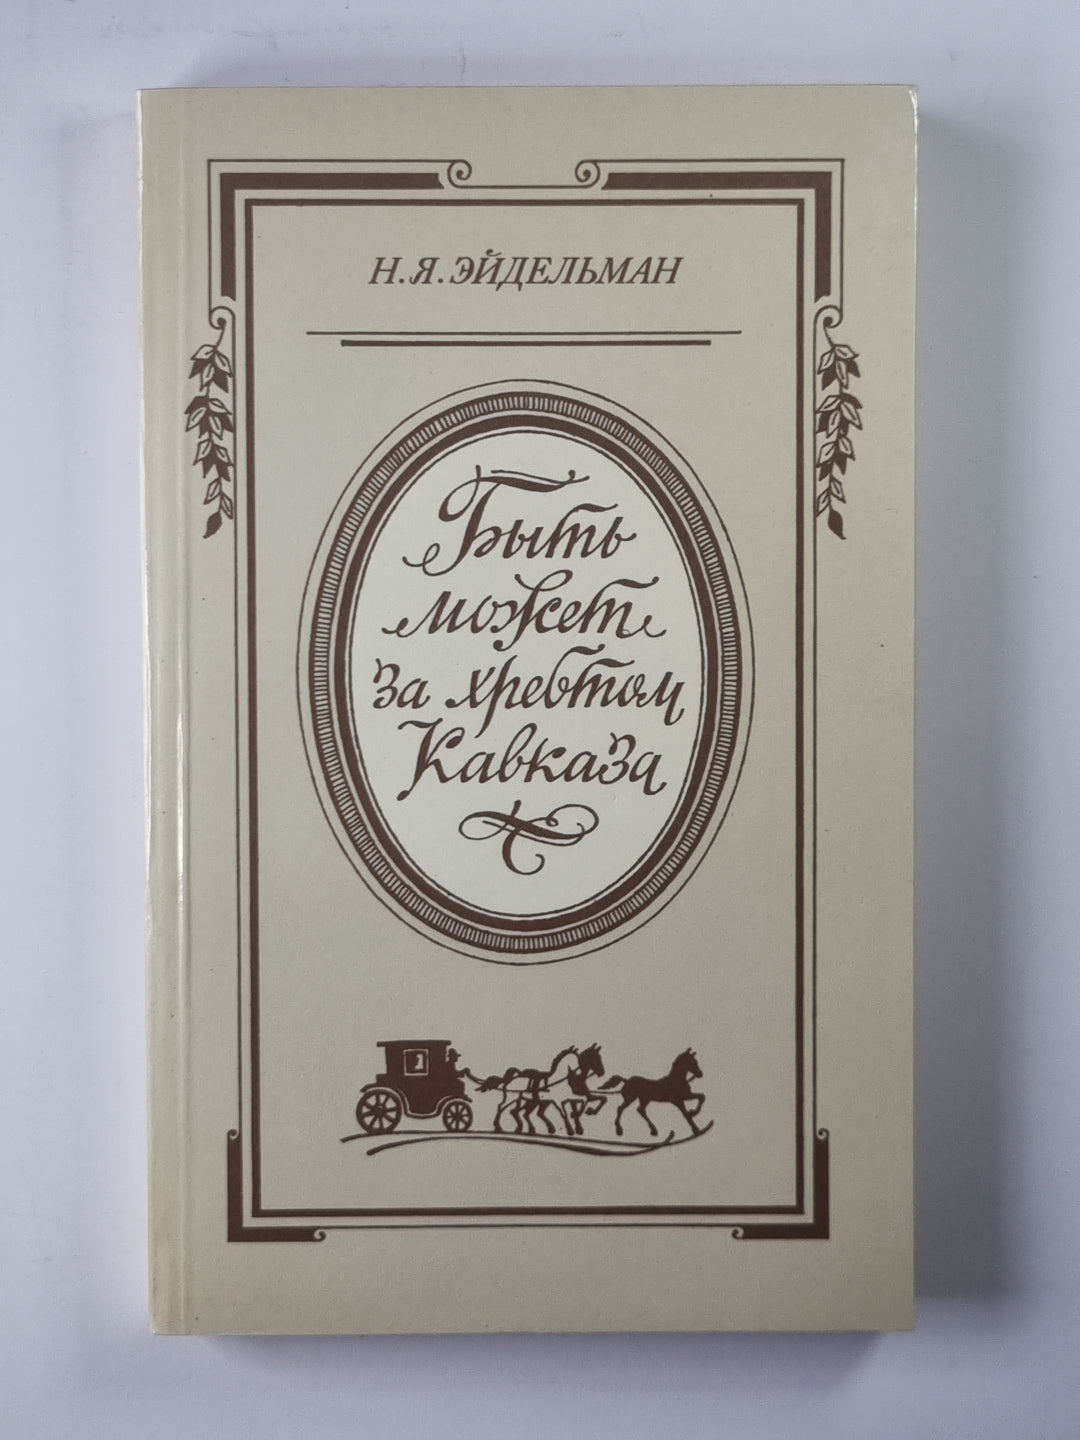 Н. Я. ЭЙДЕЛЬМАН
Быть
может
за хребтом
Кавказа